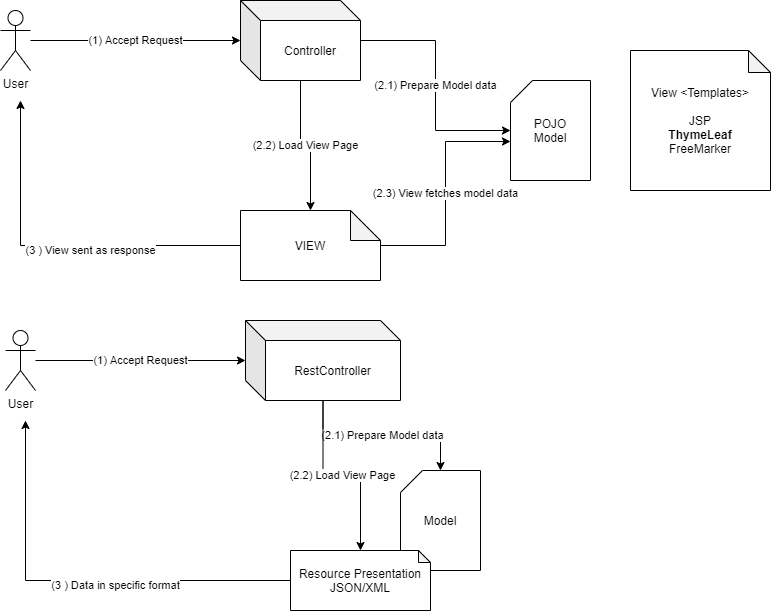 (1) Accept Request
Controller
User
(2.1) Prepare Model data
View <Templates>
JSP
ThymeLeaf
FreeMarker
POJO
Model
(2.2) Load View Page
(2.3) View fetches model data
VIEW
(3 ) View sent as response
(1) Accept Request
RestController
User
(2.1) Prepare Model data
(2.2) Load View Page
Model
Resource Presentation
JSON/XML
(3 ) Data in specific format